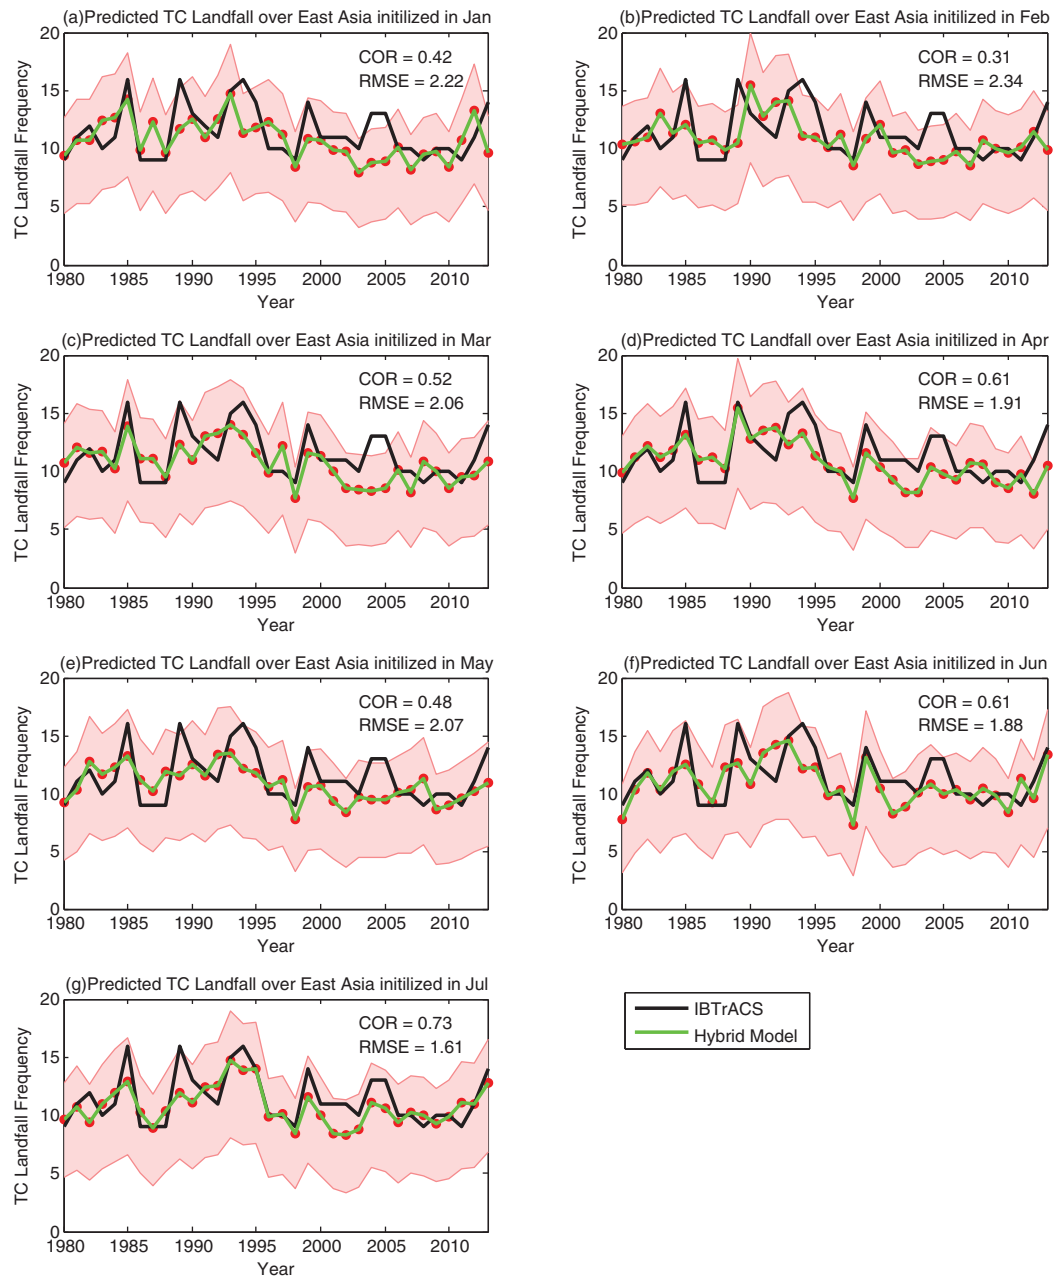 (a)Predicted TC Landfall over East Asia initilized in Jan
COR = 0.42
RMSE = 2.22
TC Landfall Frequency
20
15
10
5
0
1980 1985 1990 1995 2000 2005 2010
Year
(b)Predicted TC Landfall over East Asia initilized in Feb
COR = 0.31
RMSE = 2.34
TC Landfall Frequency
20
15
10
5
0
1980 1985 1990 1995 2000 2005 2010
Year
(c)Predicted TC Landfall over East Asia initilized in Mar
COR = 0.52
RMSE = 2.06
TC Landfall Frequency
20
15
10
5
0
1980 1985 1990 1995 2000 2005 2010
Year
(d)Predicted TC Landfall over East Asia initilized in Apr
COR = 0.61
RMSE = 1.91
TC Landfall Frequency
20
15
10
5
0
1980 1985 1990 1995 2000 2005 2010
Year
(e)Predicted TC Landfall over East Asia initilized in May
COR = 0.48
RMSE = 2.07
TC Landfall Frequency
20
15
10
5
0
1980 1985 1990 1995 2000 2005 2010
Year
(f)Predicted TC Landfall over East Asia initilized in Jun
COR = 0.61
RMSE = 1.88
TC Landfall Frequency
20
15
10
5
0
1980 1985 1990 1995 2000 2005 2010
Year
(g)Predicted TC Landfall over East Asia initilized in Jul
COR = 0.73
RMSE = 1.61
TC Landfall Frequency
20
15
10
5
0
1980 1985 1990 1995 2000 2005 2010
Year
IBTrACS
Hybrid Model